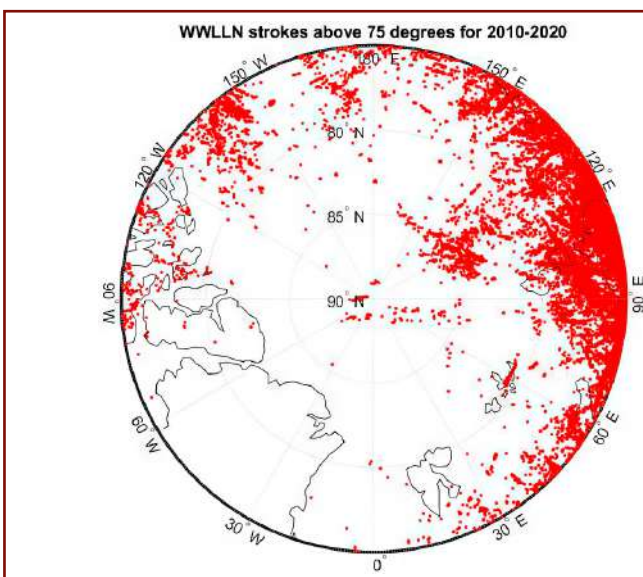 WWLLN strokes above 75 degrees for 2010-2020
180° E
150° W
150° E
80° N
120° W
120° E
85° N
90° W
90° N
90° E
60° W
60° E
30° W
30° E
0°